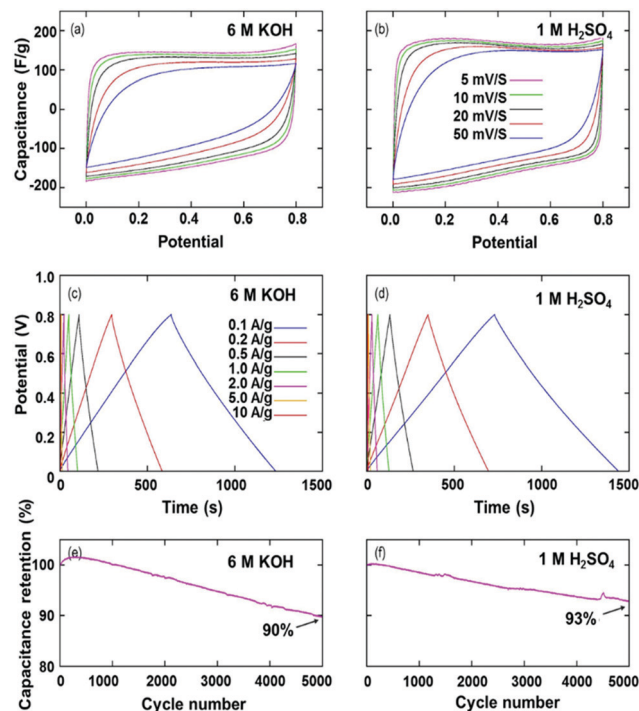 (a)
6 M KOH
(b)
1 M H₂SO₄
Capacitance (F/g)
200
100
0
-100
-200
5 mV/S
10 mV/S
20 mV/S
50 mV/S
0.0 0.2 0.4 0.6 0.8
0.0 0.2 0.4 0.6 0.8
Potential
Potential
(c)
6 M KOH
(d)
1 M H₂SO₄
Potential (V)
1.0
0.8
0.6
0.4
0.2
0
0.1 A/g
0.2 A/g
0.5 A/g
1.0 A/g
2.0 A/g
5.0 A/g
10 A/g
0 500 1000 1500
0 500 1000 1500
Time (s)
Time (s)
(e)
6 M KOH
(f)
1 M H₂SO₄
Capacitance retention (%)
100
90
80
90%
93%
0 1000 2000 3000 4000 5000
0 1000 2000 3000 4000 5000
Cycle number
Cycle number